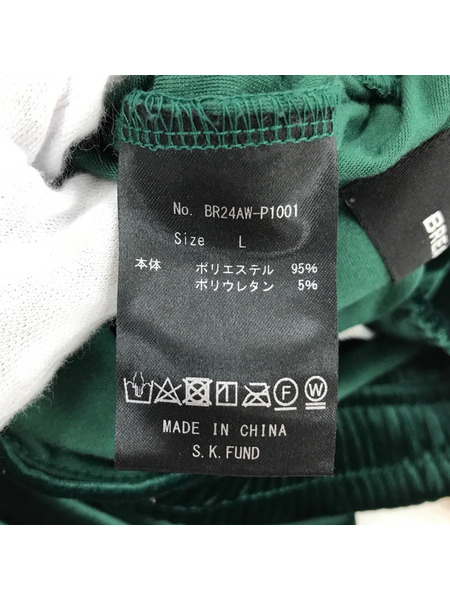 No. BR24AW-P1001
Size L
本体 ポリエステル 95%
ポリウレタン 5%
MADE IN CHINA
S.K.FUND